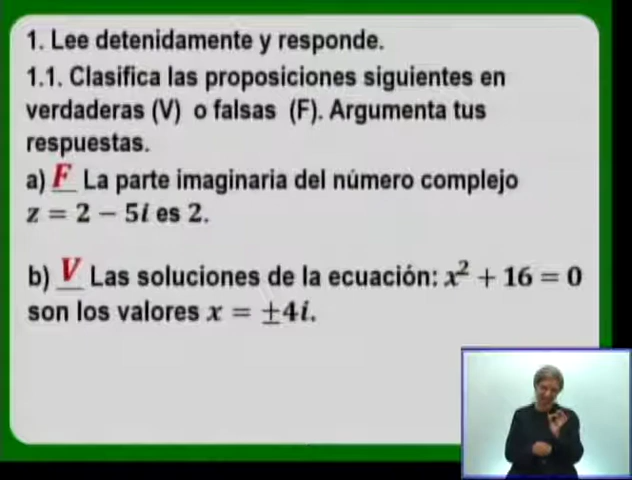 1. Lee detenidamente y responde.
1.1. Clasifica las proposiciones siguientes en
verdaderas (V) o falsas (F). Argumenta tus
respuestas.
a) F La parte imaginaria del número complejo
z = 2 − 5i es 2.
b) V Las soluciones de la ecuación: x² + 16 = 0
son los valores x = ±4i.